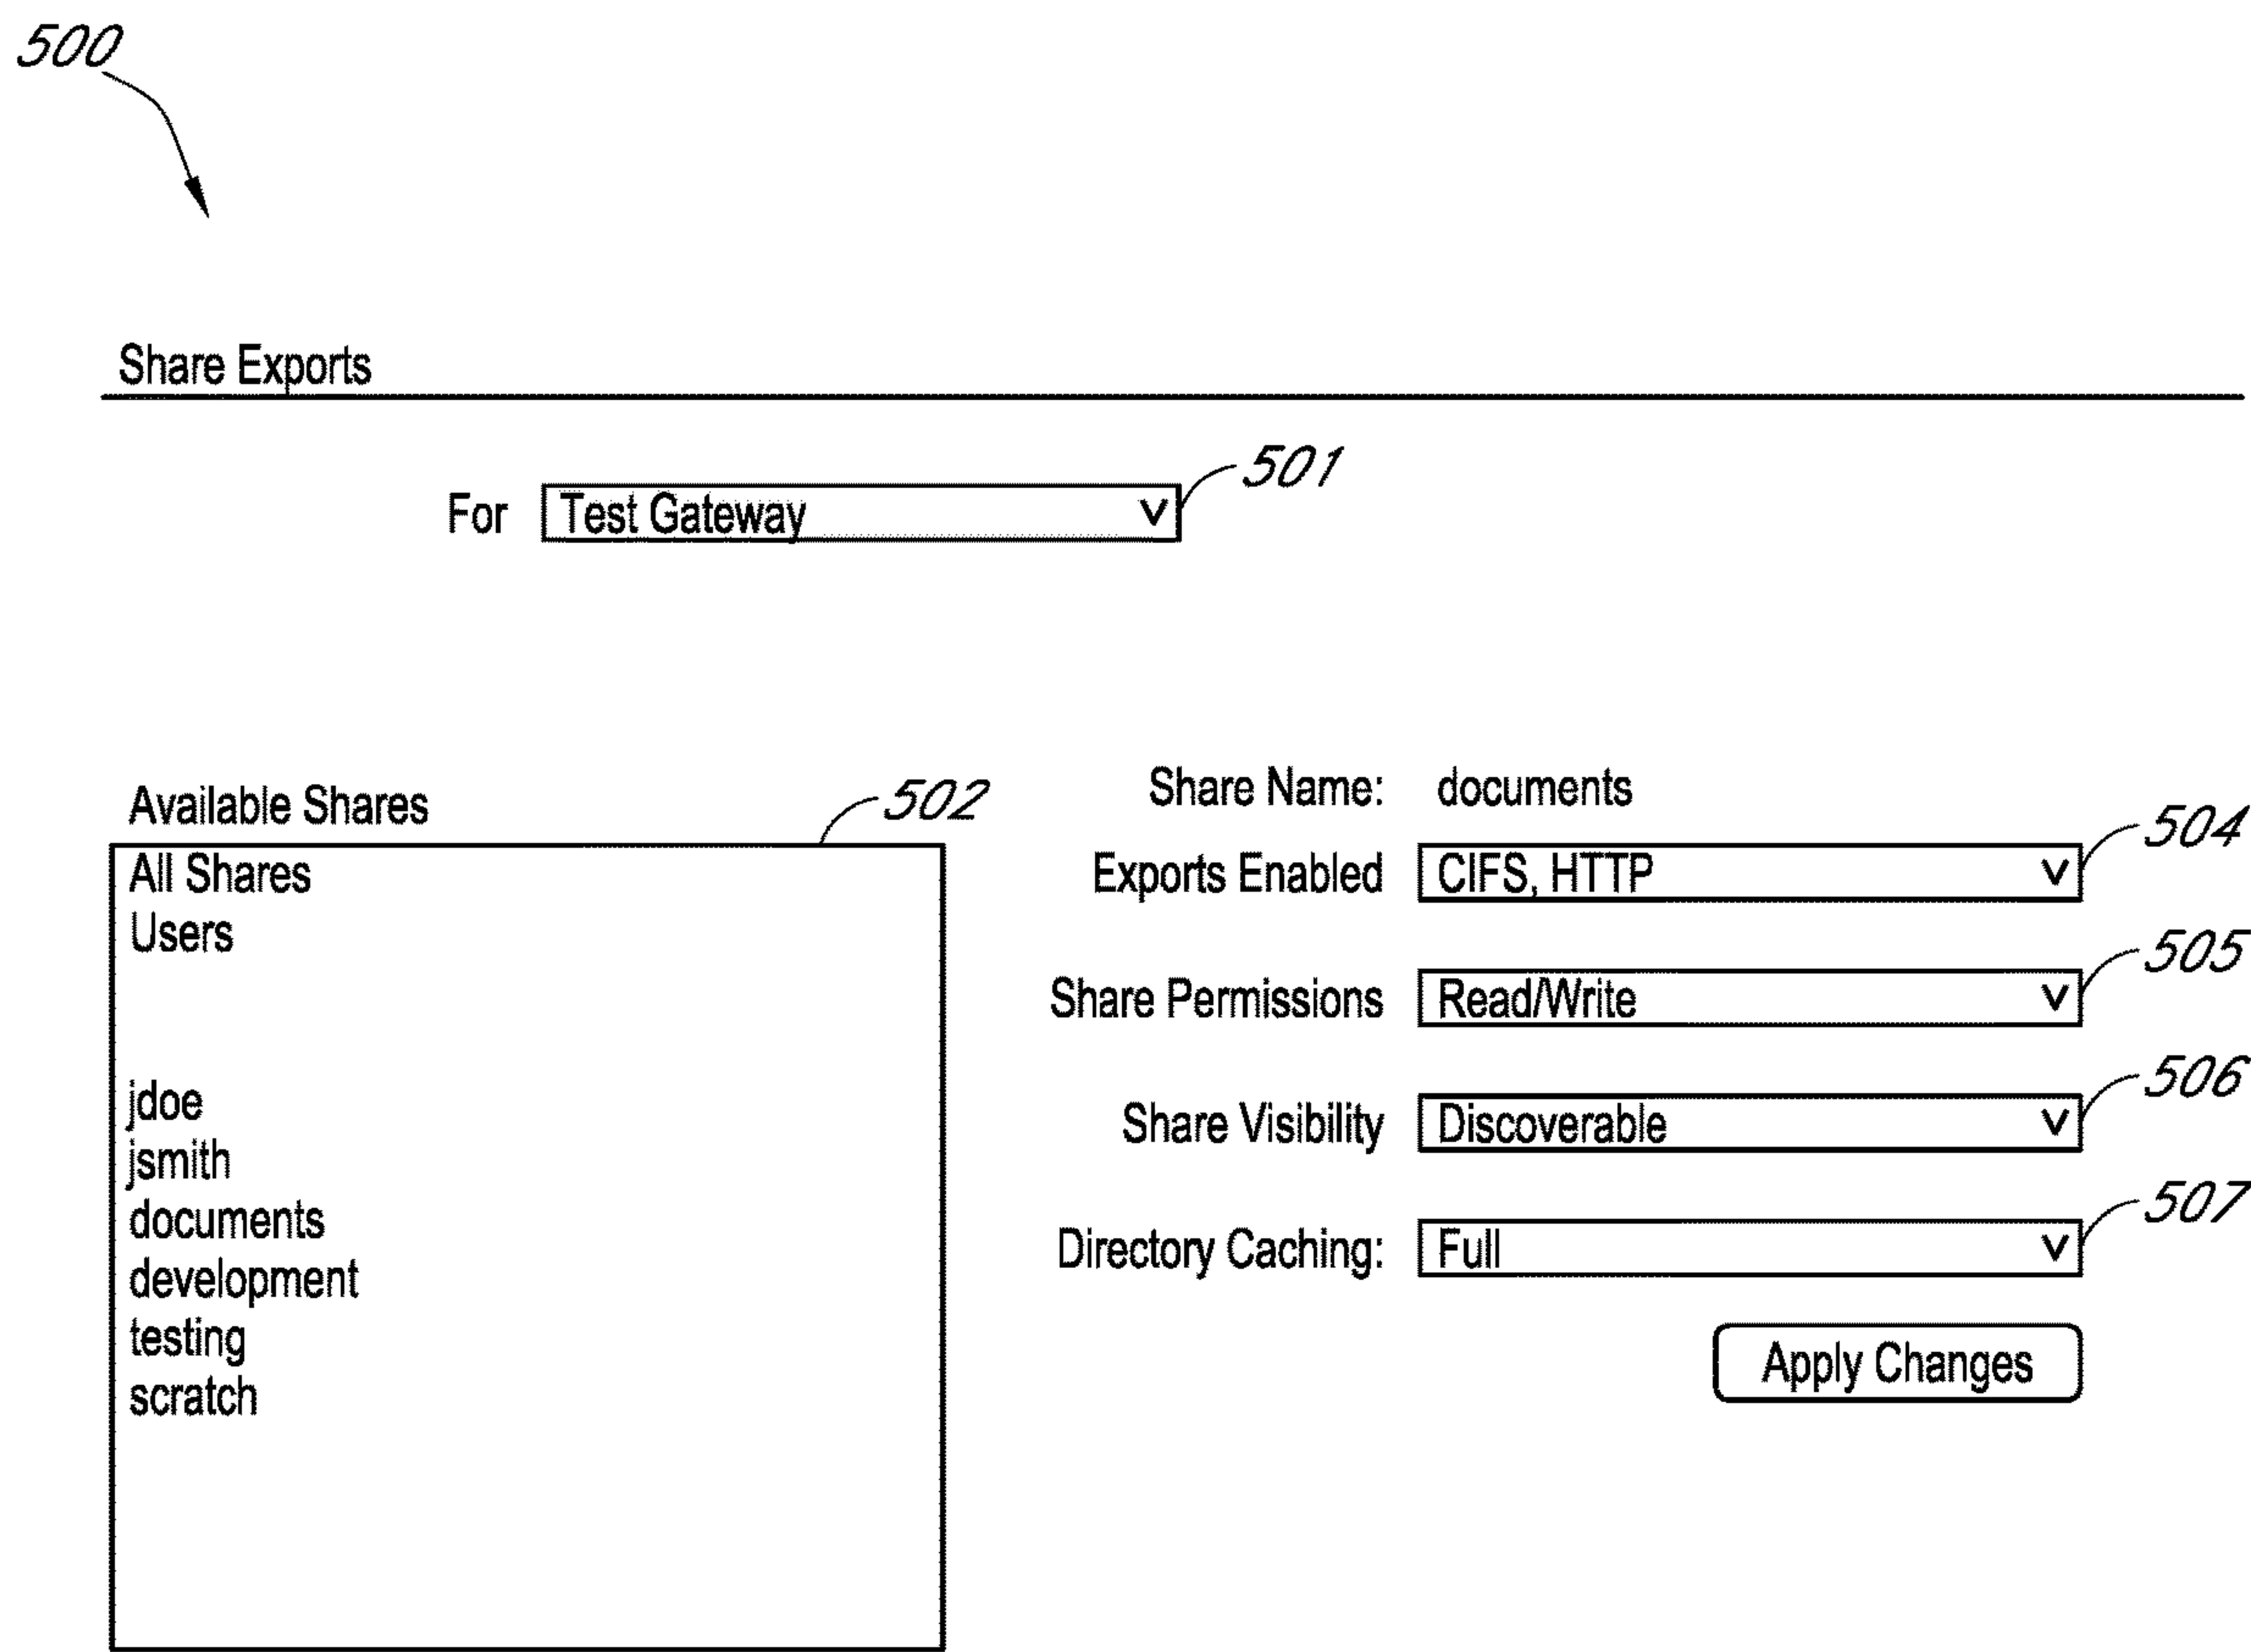 500
Share Exports
For Test Gateway V 501
Available Shares 502
All Shares
Users
jdoe
jsmith
documents
development
testing
scratch
Share Name: documents
Exports Enabled CIFS, HTTP V 504
Share Permissions Read/Write V 505
Share Visibility Discoverable V 506
Directory Caching: Full V 507
Apply Changes